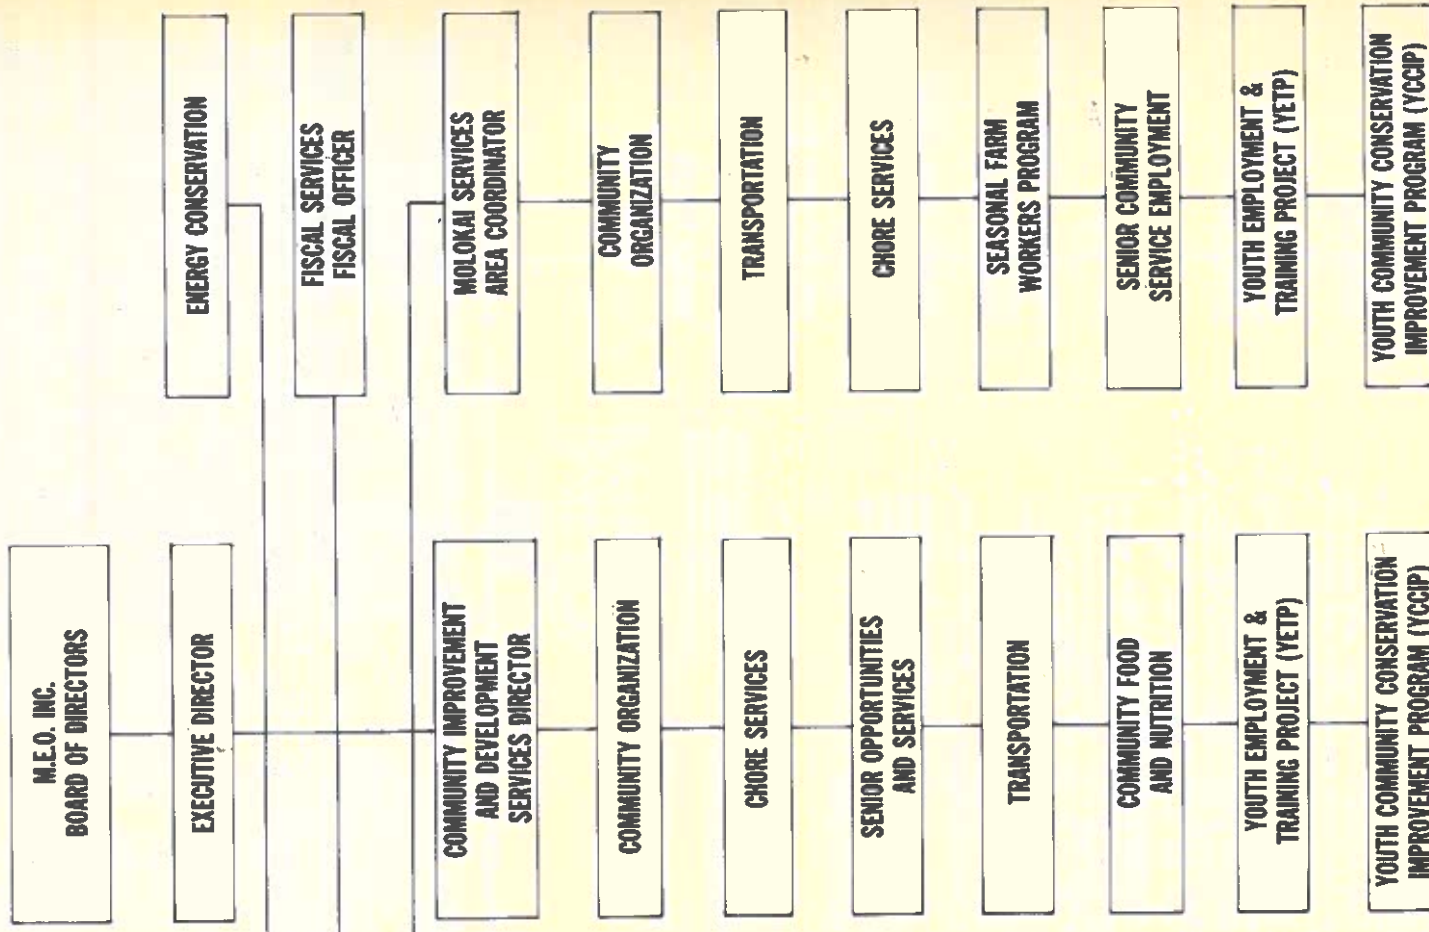 M.E.O. INC.
BOARD OF DIRECTORS
EXECUTIVE DIRECTOR
ENERGY CONSERVATION
FISCAL SERVICES
FISCAL OFFICER
COMMUNITY IMPROVEMENT
AND DEVELOPMENT
SERVICES DIRECTOR
COMMUNITY ORGANIZATION
CHORE SERVICES
SENIOR OPPORTUNITIES
AND SERVICES
TRANSPORTATION
COMMUNITY FOOD
AND NUTRITION
YOUTH EMPLOYMENT &
TRAINING PROJECT (YETP)
YOUTH COMMUNITY CONSERVATION
IMPROVEMENT PROGRAM (YCCIP)
MOLOKAI SERVICES
AREA COORDINATOR
COMMUNITY
ORGANIZATION
TRANSPORTATION
CHORE SERVICES
SEASONAL FARM
WORKERS PROGRAM
SENIOR COMMUNITY
SERVICE EMPLOYMENT
YOUTH EMPLOYMENT &
TRAINING PROJECT (YETP)
YOUTH COMMUNITY CONSERVATION
IMPROVEMENT PROGRAM (YCCIP)